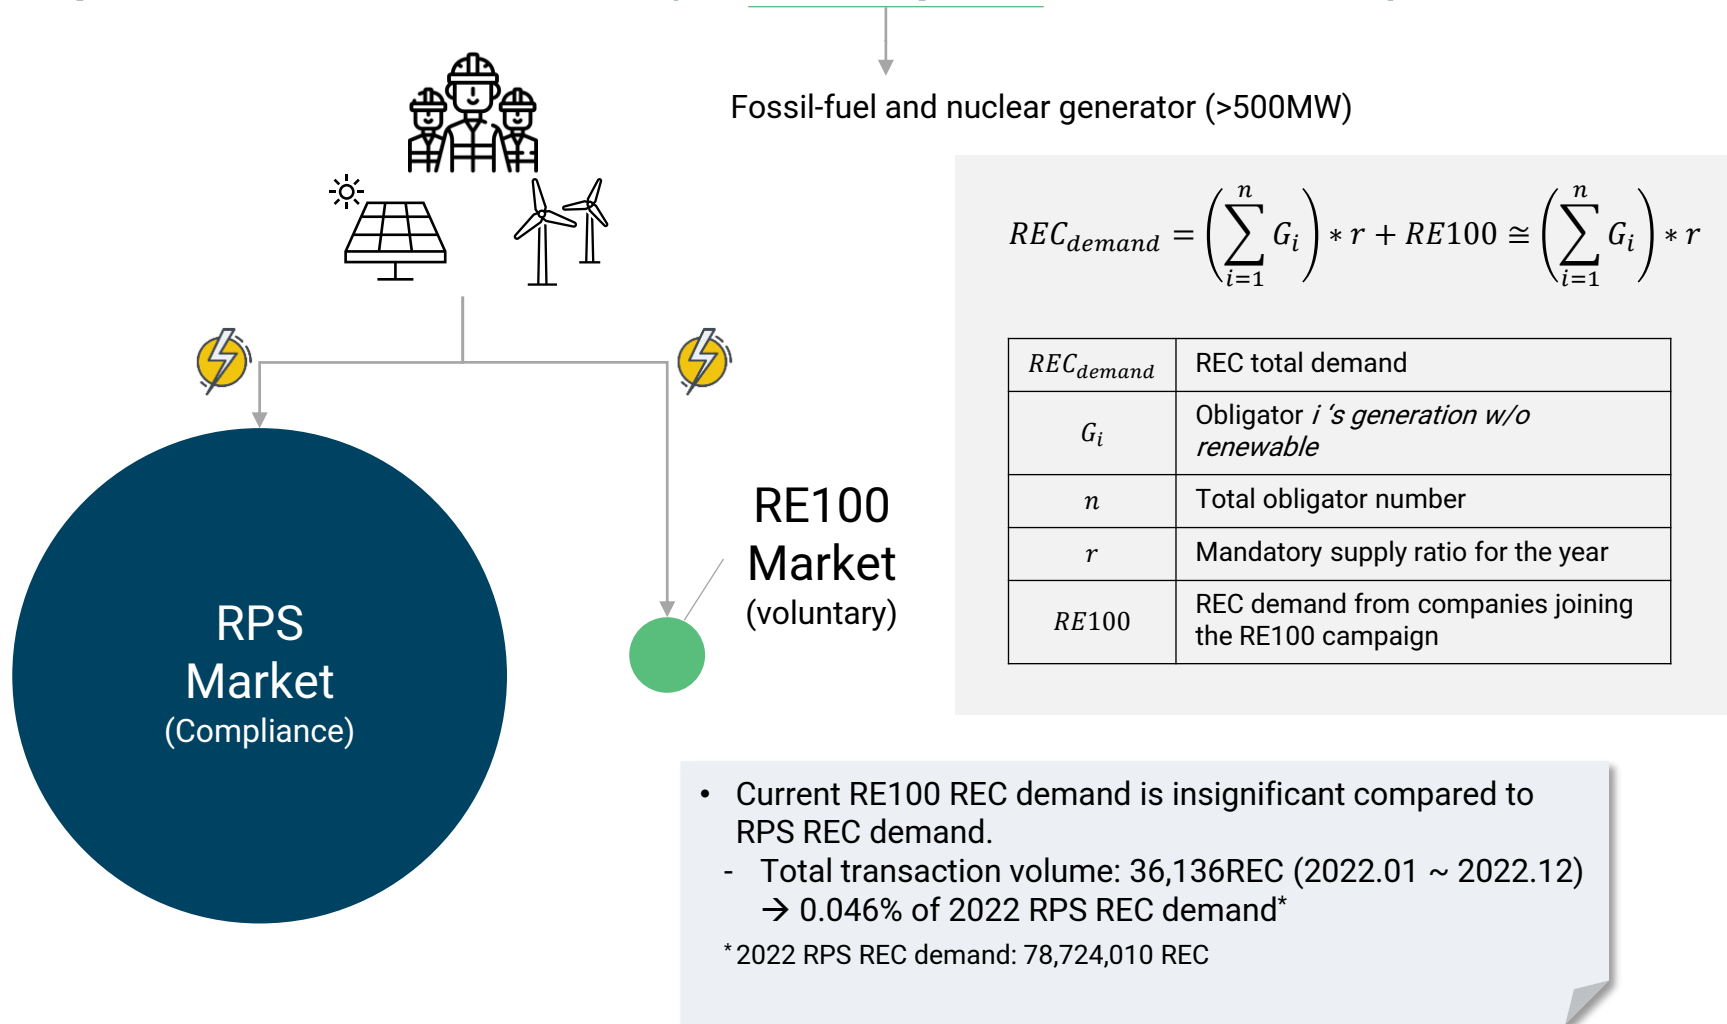 Fossil-fuel and nuclear generator (>500MW)
REC_demand = (∑_{i=1}^{n} G_i) * r + RE100 ≅ (∑_{i=1}^{n} G_i) * r
REC_demand REC total demand
G_i Obligator i ‘s generation w/o
renewable
n Total obligator number
r Mandatory supply ratio for the year
RE100 REC demand from companies joining
the RE100 campaign
RE100
Market
(voluntary)
RPS
Market
(Compliance)
• Current RE100 REC demand is insignificant compared to
RPS REC demand.
- Total transaction volume: 36,136REC (2022.01 ~ 2022.12)
→ 0.046% of 2022 RPS REC demand*
* 2022 RPS REC demand: 78,724,010 REC